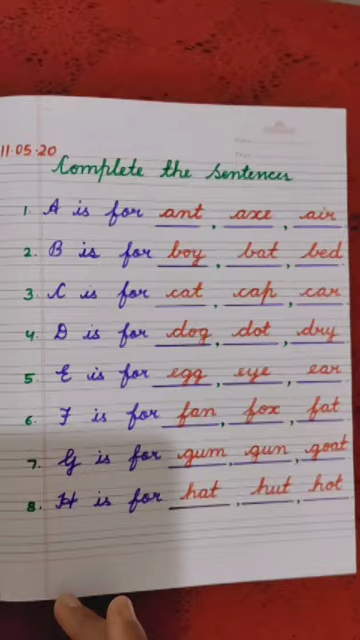 11.05.20
Complete the sentences
1. A is for ant, axe, air
2. B is for boy, bat, bed
3. C is for cat, cap, car
4. D is for dog, dot, dry
5. E is for egg, eye, ear
6. F is for fan, fox, fat
7. G is for gum, gun, goat
8. H is for hat, hut, hot